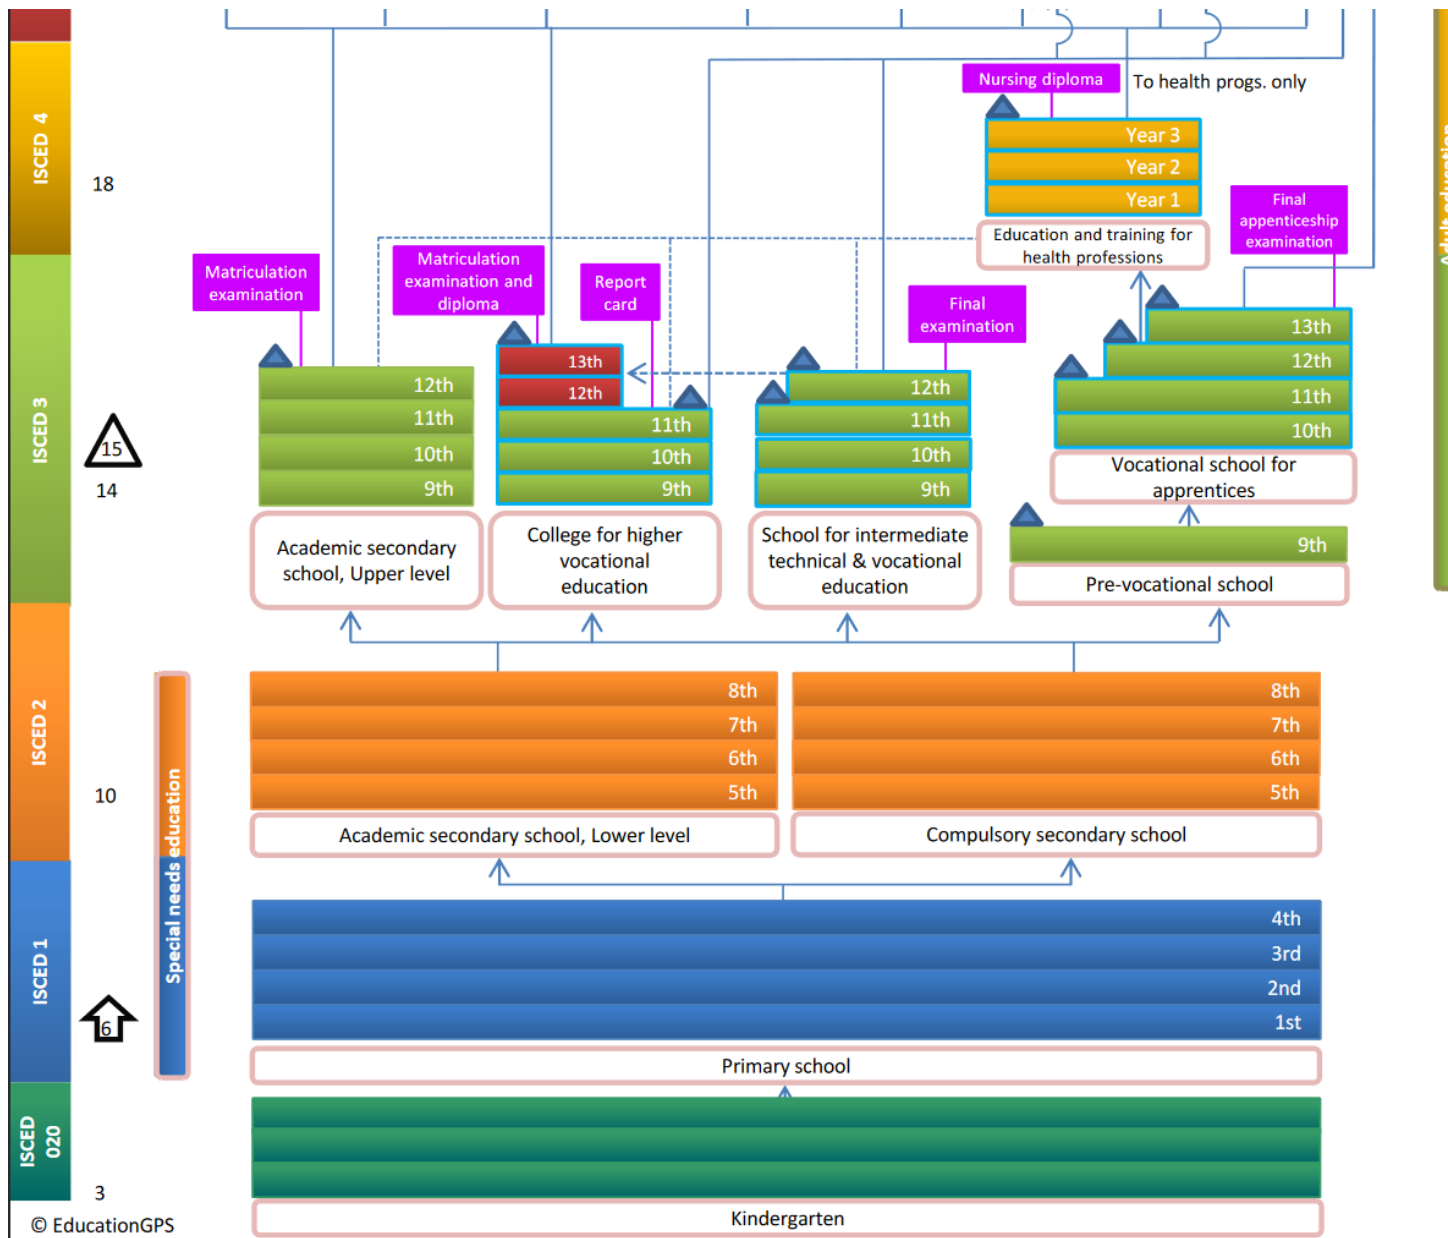 Nursing diploma
To health progs. only
ISCED 4
Year 3
Year 2
Year 1
18
Adult education
Final
appenticeship
examination
Education and training for
health professions
Matriculation
examination
Matriculation
examination and
diploma
Report
card
Final
examination
13th
12th
11th
10th
Vocational school for
apprentices
13th
12th
11th
10th
9th
12th
11th
10th
9th
12th
11th
10th
9th
ISCED 3
15
14
Academic secondary
school, Upper level
College for higher
vocational
education
School for intermediate
technical & vocational
education
9th
Pre-vocational school
ISCED 2
10
8th
7th
6th
5th
8th
7th
6th
5th
Academic secondary school, Lower level
Compulsory secondary school
Special needs education
ISCED 1
6
4th
3rd
2nd
1st
Primary school
ISCED
020
3
Kindergarten
© EducationGPS